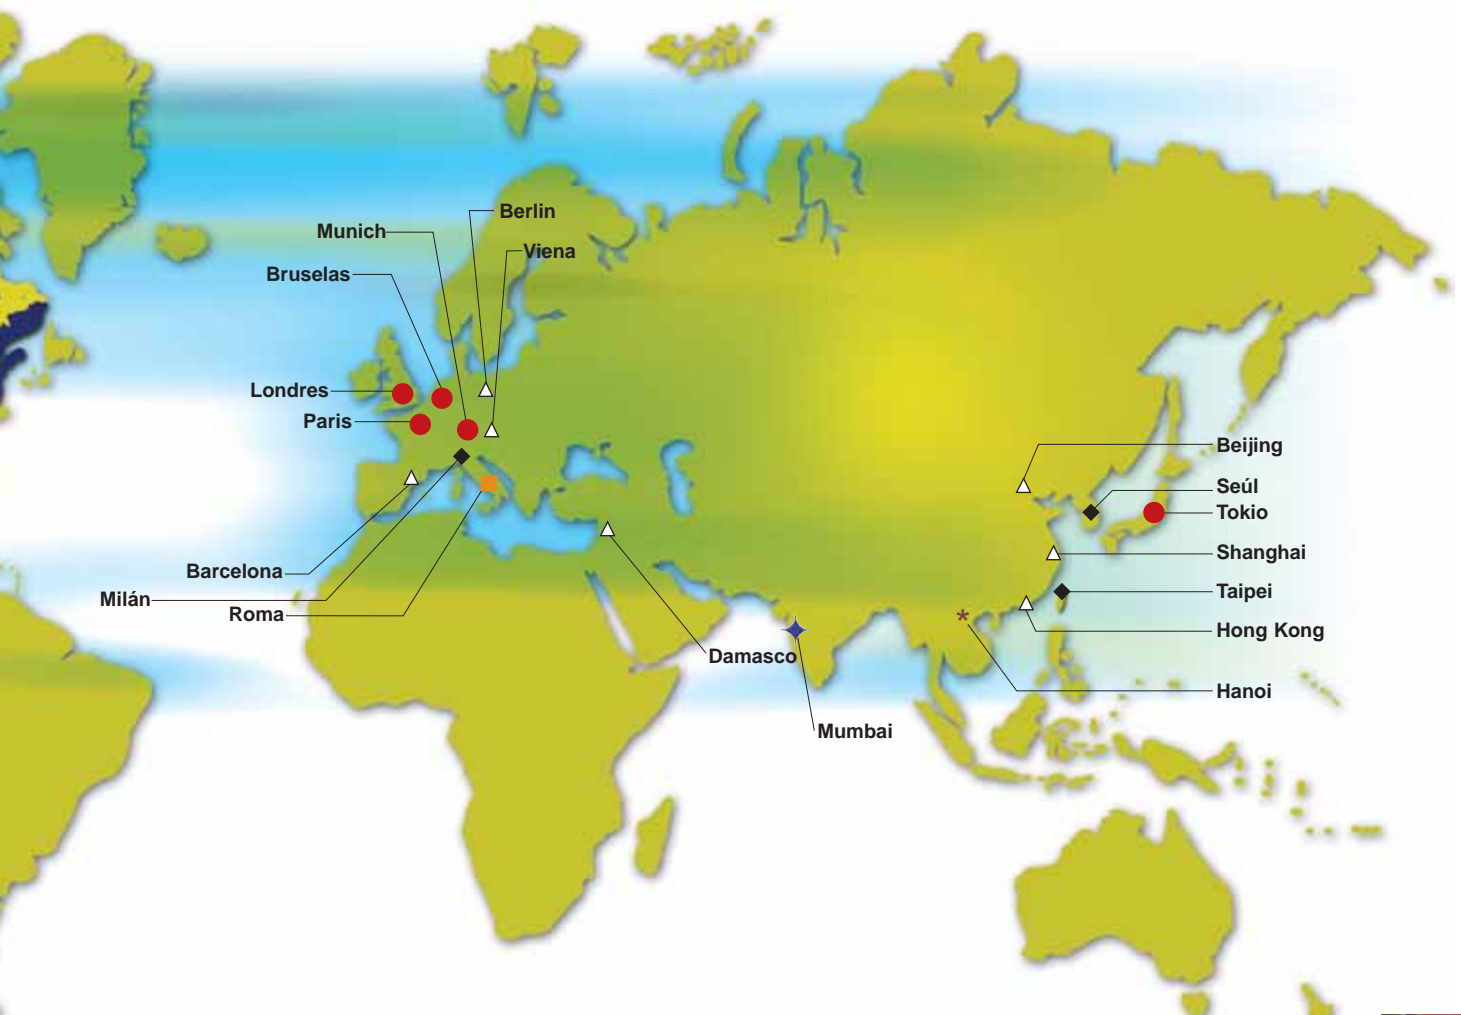 Berlin
Munich
Viena
Bruselas
Londres
Paris
Beijing
Seúl
Tokio
Shanghai
Barcelona
Taipei
Milán
Roma
Hong Kong
Damasco
Hanoi
Mumbai